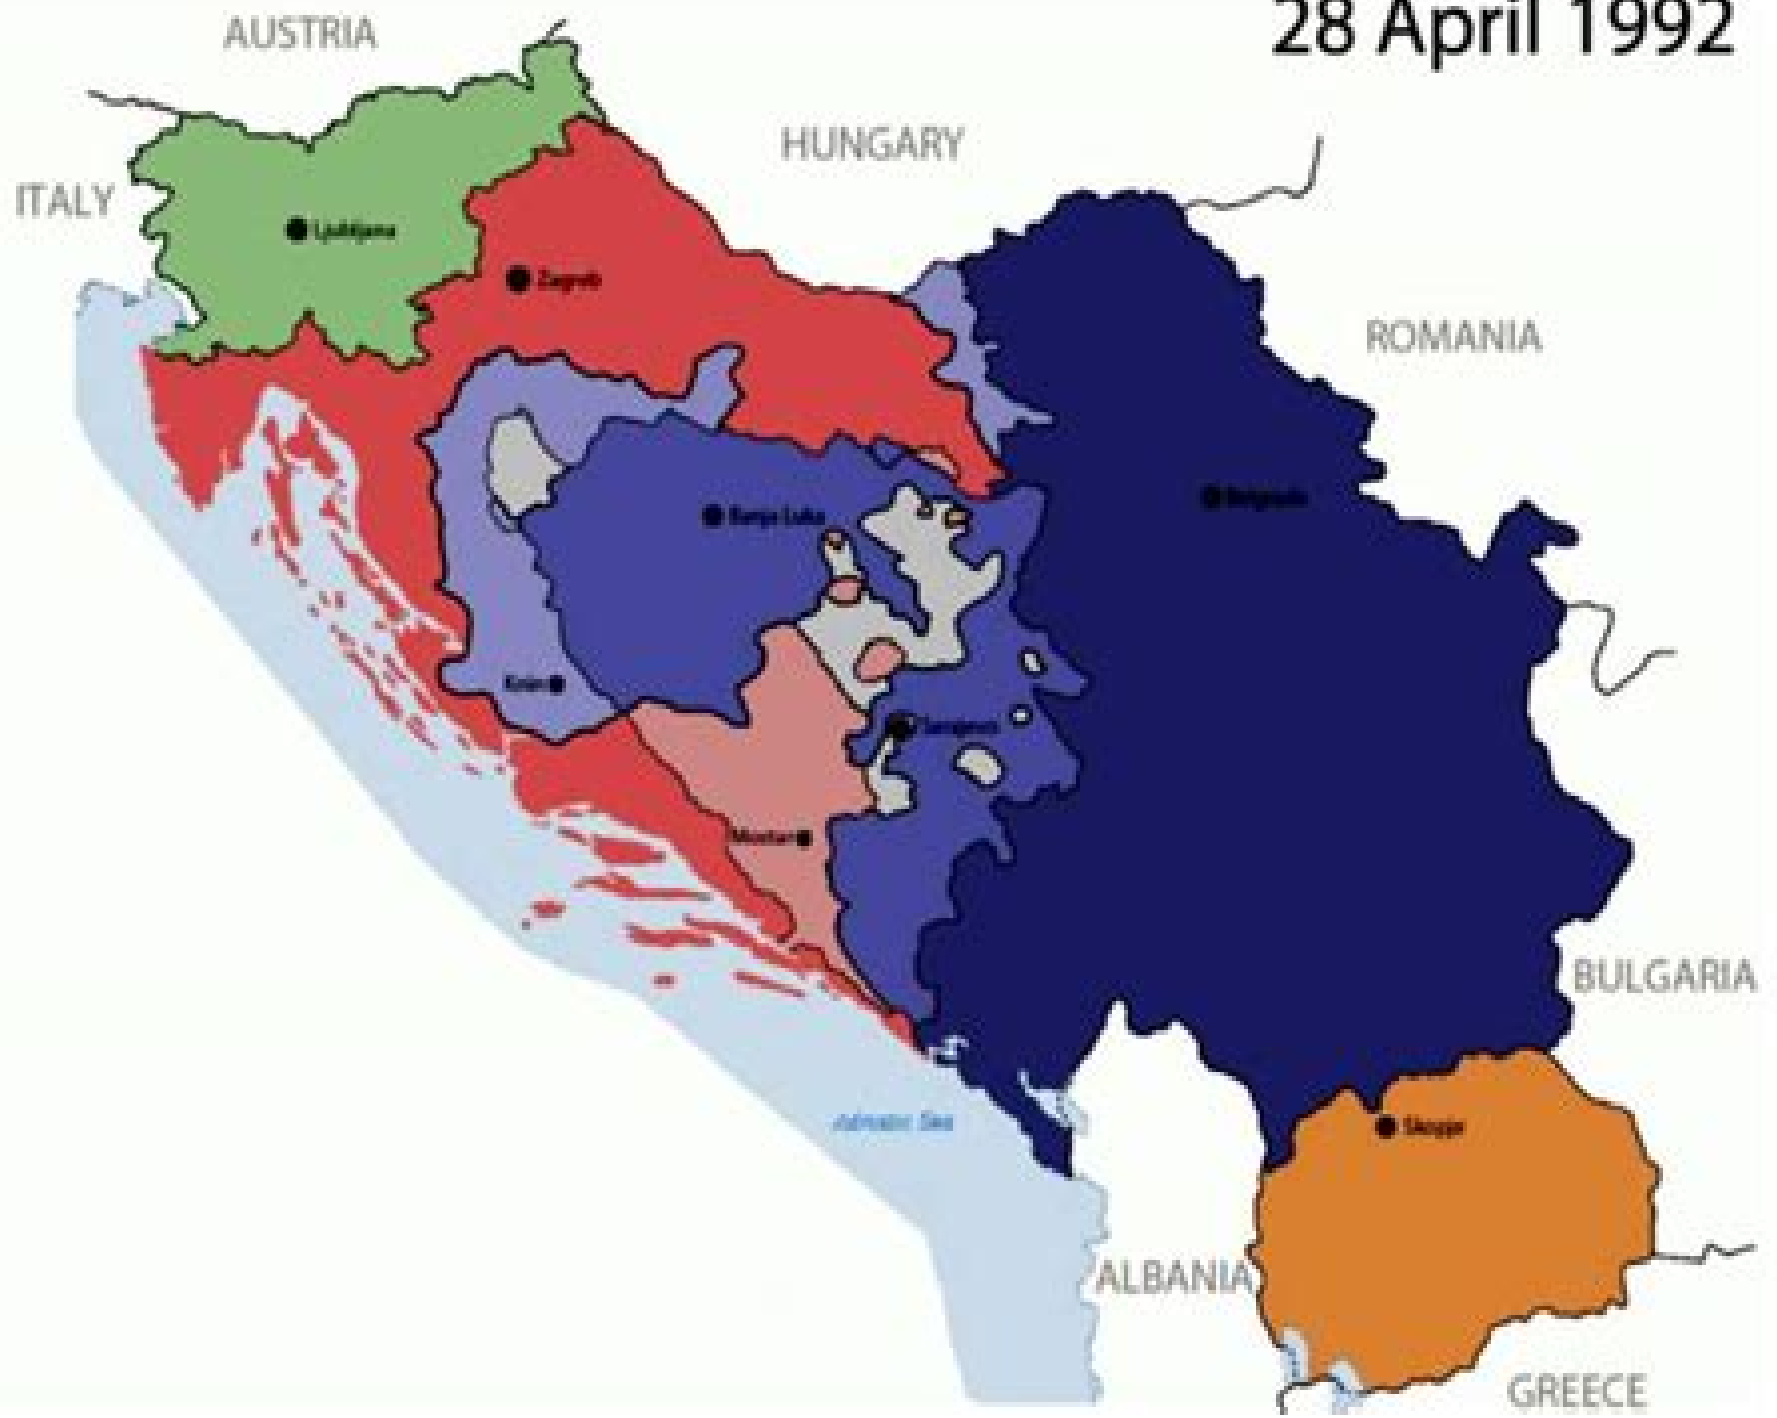 28 April 1992
AUSTRIA
HUNGARY
ITALY
Ljubljana
Zagreb
ROMANIA
Belgrade
Banja Luka
Knin
Sarajevo
Mostar
BULGARIA
Adriatic Sea
Skopje
ALBANIA
GREECE